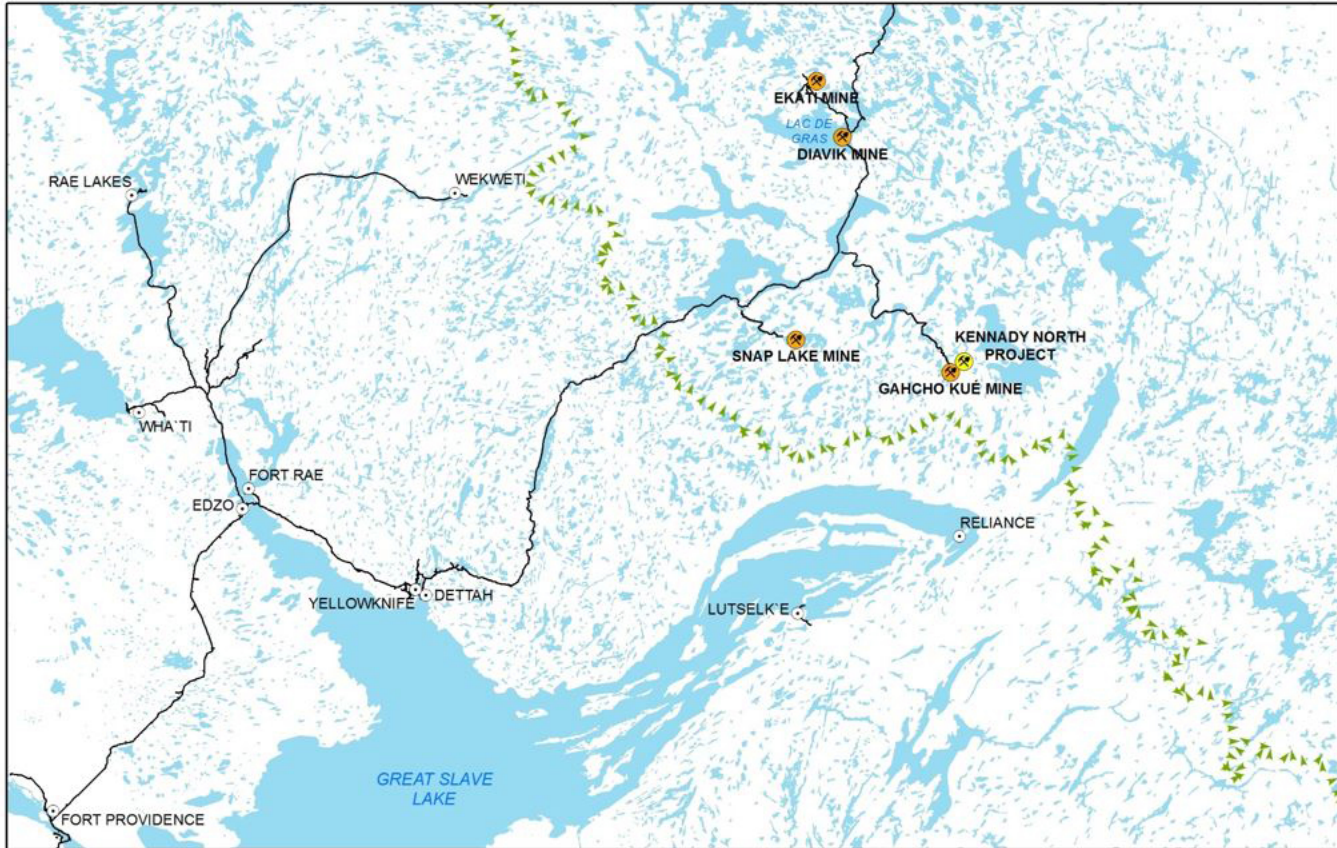 EKATI MINE
LAC DE
GRAS
DIAVIK MINE
RAE LAKES
WEKWETI
SNAP LAKE MINE
KENNADY NORTH
PROJECT
GAHCHO KUÉ MINE
WHA`TI
FORT RAE
EDZO
RELIANCE
YELLOWKNIFE
DETTAH
LUTSELK`E
GREAT SLAVE
LAKE
FORT PROVIDENCE